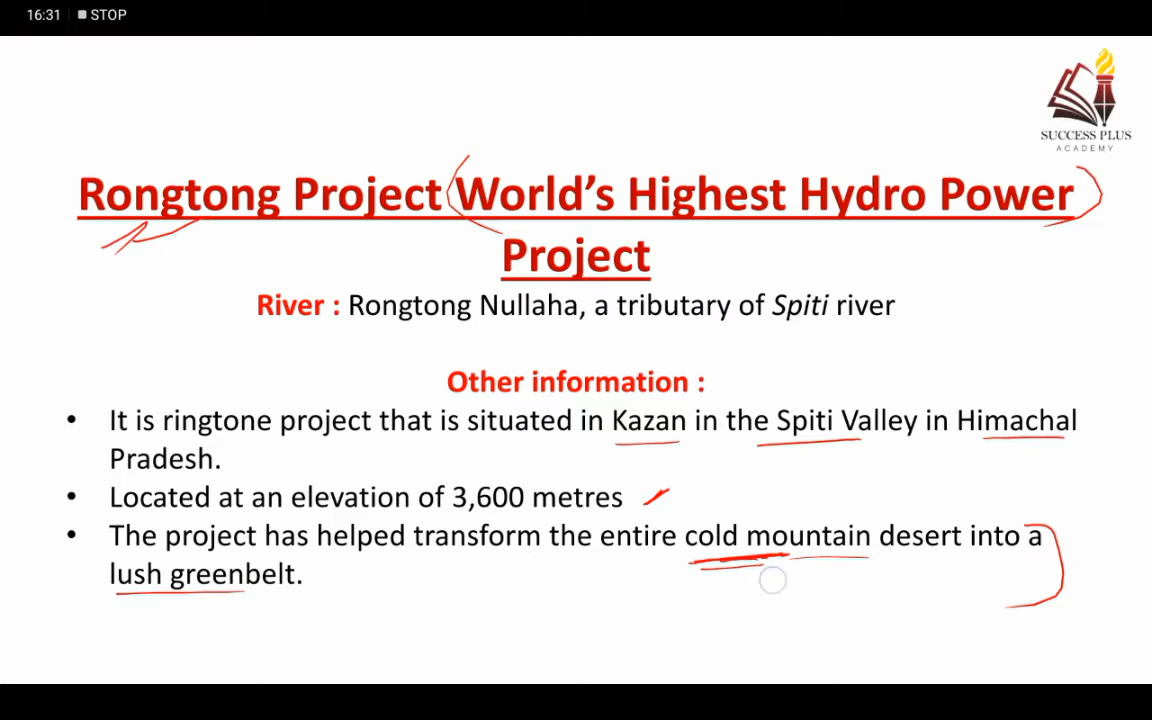 16:31 STOP
SUCCESS PLUS
ACADEMY
Rongtong Project World's Highest Hydro Power
Project
River : Rongtong Nullaha, a tributary of Spiti river
Other information :
• It is ringtone project that is situated in Kazan in the Spiti Valley in Himachal
Pradesh.
• Located at an elevation of 3,600 metres
• The project has helped transform the entire cold mountain desert into a
lush greenbelt.